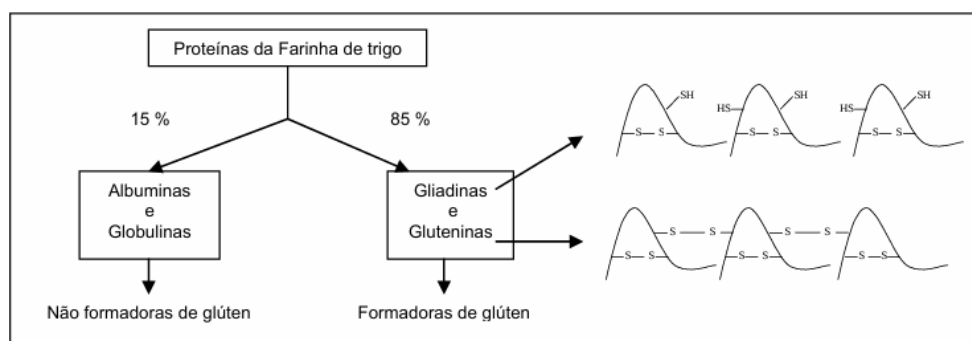 Proteínas da Farinha de trigo
15 %
85 %
Albuminas
e
Globulinas
Gliadinas
e
Gluteninas
Não formadoras de glúten
Formadoras de glúten
SH
S S
HS
SH
S S
HS
SH
S S
S S
S S
S S
S S
S S